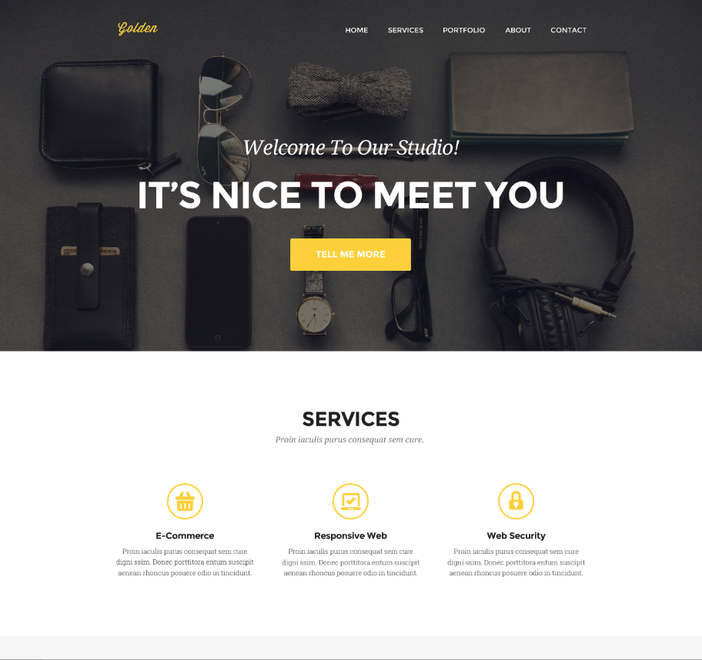 Golden
HOME SERVICES PORTFOLIO ABOUT CONTACT
Welcome To Our Studio!
IT’S NICE TO MEET YOU
TELL ME MORE
SERVICES
Proin iaculis purus consequat sem cure.
E-Commerce
Proin iaculis purus consequat sem cure
digni ssim. Donec porttitora entum suscipit
aenean rhoncus posuere odio in tincidunt.
Responsive Web
Proin iaculis purus consequat sem cure
digni ssim. Donec porttitora entum suscipit
aenean rhoncus posuere odio in tincidunt.
Web Security
Proin iaculis purus consequat sem cure
digni ssim. Donec porttitora entum suscipit
aenean rhoncus posuere odio in tincidunt.